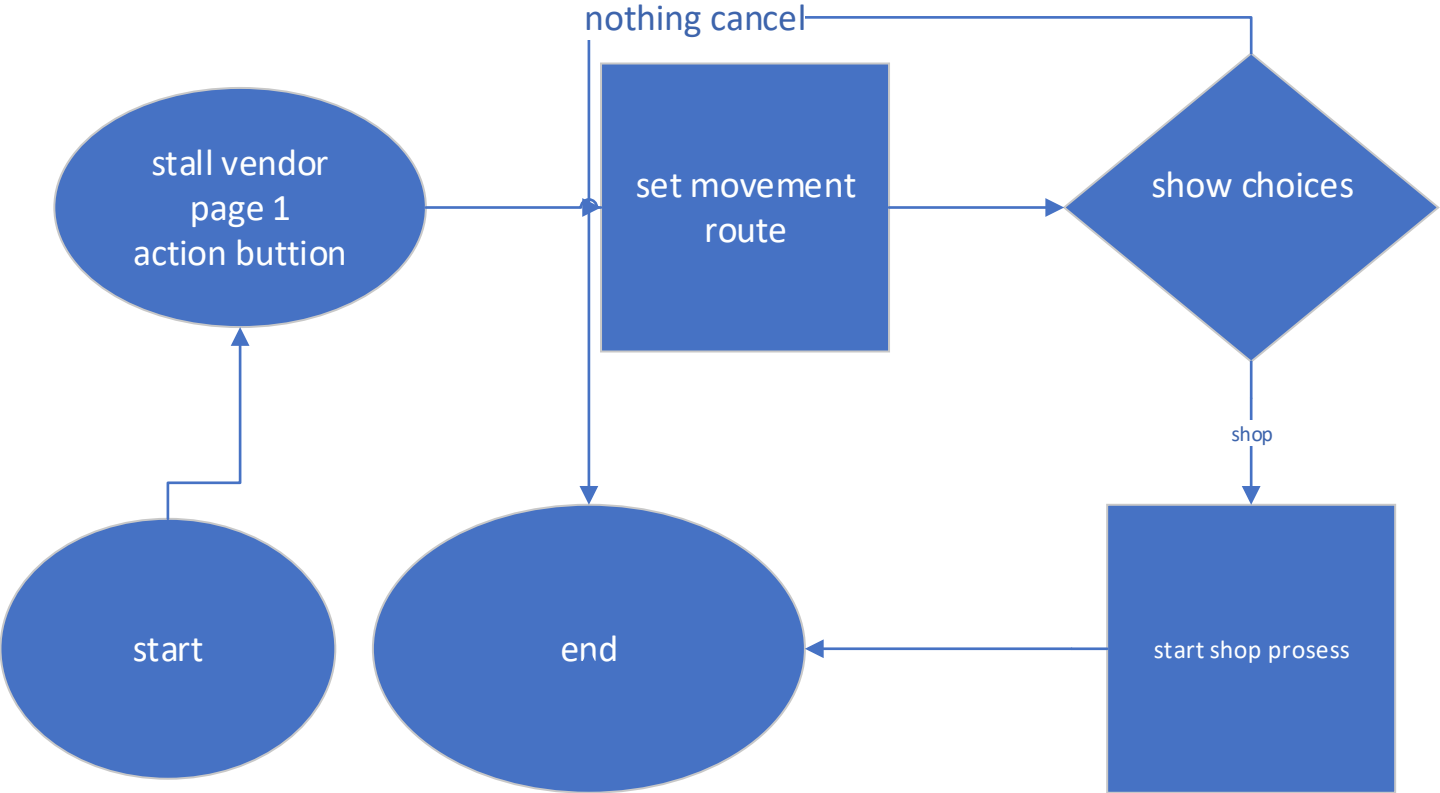 nothing cancel
stall vendor
page 1
action buttion
set movement
route
show choices
shop
start
end
start shop prosess